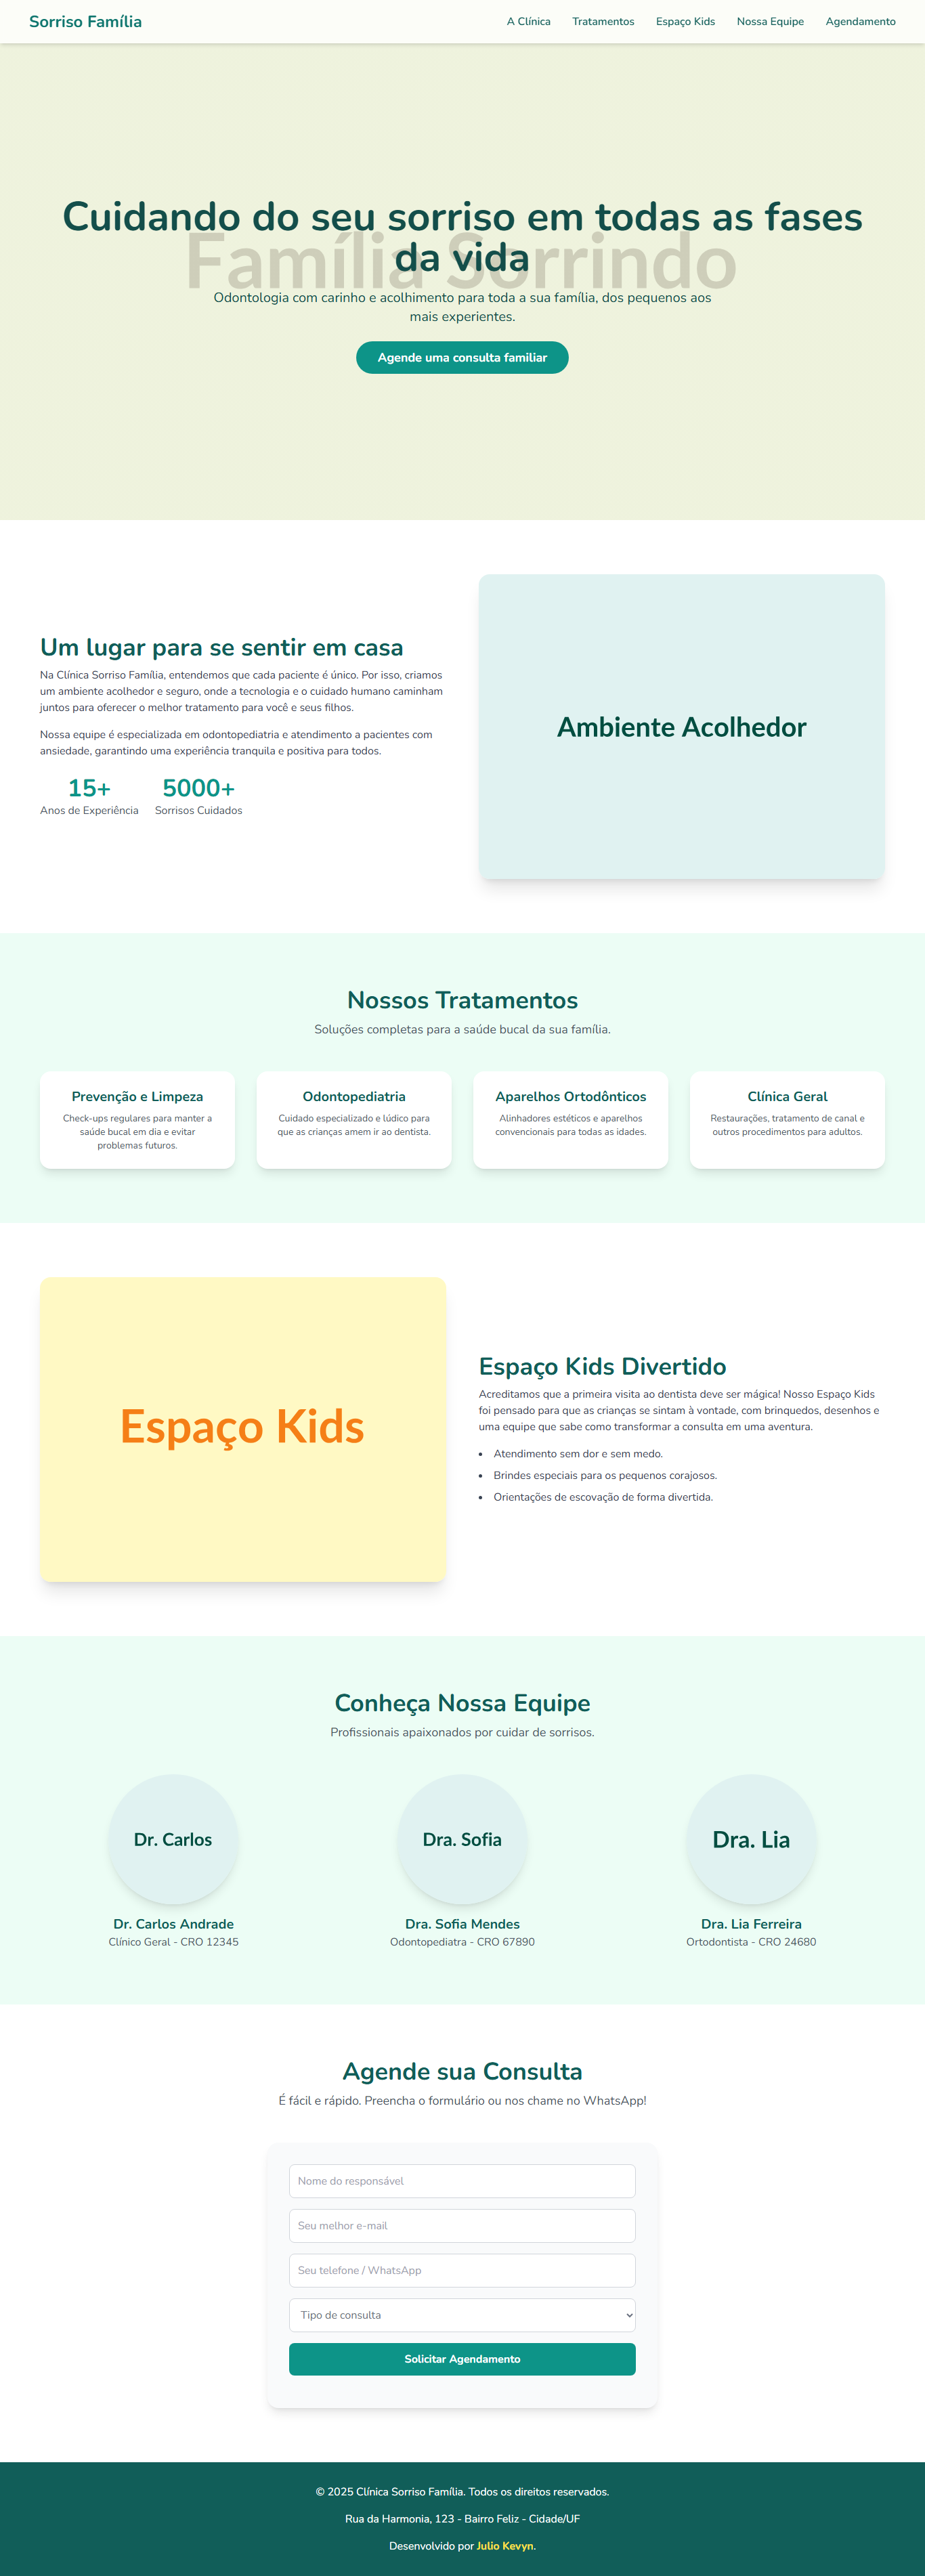 Sorriso Família
A Clínica
Tratamentos
Espaço Kids
Nossa Equipe
Agendamento
Cuidando do seu sorriso em todas as fases
da vida
Família Sorrindo
Odontologia com carinho e acolhimento para toda a sua família, dos pequenos aos
mais experientes.
Agende uma consulta familiar
Um lugar para se sentir em casa
Na Clínica Sorriso Família, entendemos que cada paciente é único. Por isso, criamos
um ambiente acolhedor e seguro, onde a tecnologia e o cuidado humano caminham
juntos para oferecer o melhor tratamento para você e seus filhos.
Nossa equipe é especializada em odontopediatria e atendimento a pacientes com
ansiedade, garantindo uma experiência tranquila e positiva para todos.
15+
Anos de Experiência
5000+
Sorrisos Cuidados
Ambiente Acolhedor
Nossos Tratamentos
Soluções completas para a saúde bucal da sua família.
Prevenção e Limpeza
Check-ups regulares para manter a
saúde bucal em dia e evitar
problemas futuros.
Odontopediatria
Cuidado especializado e lúdico para
que as crianças amem ir ao dentista.
Aparelhos Ortodônticos
Alinhadores estéticos e aparelhos
convencionais para todas as idades.
Clínica Geral
Restaurações, tratamento de canal e
outros procedimentos para adultos.
Espaço Kids
Espaço Kids Divertido
Acreditamos que a primeira visita ao dentista deve ser mágica! Nosso Espaço Kids
foi pensado para que as crianças se sintam à vontade, com brinquedos, desenhos e
uma equipe que sabe como transformar a consulta em uma aventura.
• Atendimento sem dor e sem medo.
• Brindes especiais para os pequenos corajosos.
• Orientações de escovação de forma divertida.
Conheça Nossa Equipe
Profissionais apaixonados por cuidar de sorrisos.
Dr. Carlos
Dr. Carlos Andrade
Clínico Geral - CRO 12345
Dra. Sofia
Dra. Sofia Mendes
Odontopediatra - CRO 67890
Dra. Lia
Dra. Lia Ferreira
Ortodontista - CRO 24680
Agende sua Consulta
É fácil e rápido. Preencha o formulário ou nos chame no WhatsApp!
Nome do responsável
Seu melhor e-mail
Seu telefone / WhatsApp
Tipo de consulta
Solicitar Agendamento
© 2025 Clínica Sorriso Família. Todos os direitos reservados.
Rua da Harmonia, 123 - Bairro Feliz - Cidade/UF
Desenvolvido por Julio Kevyn.